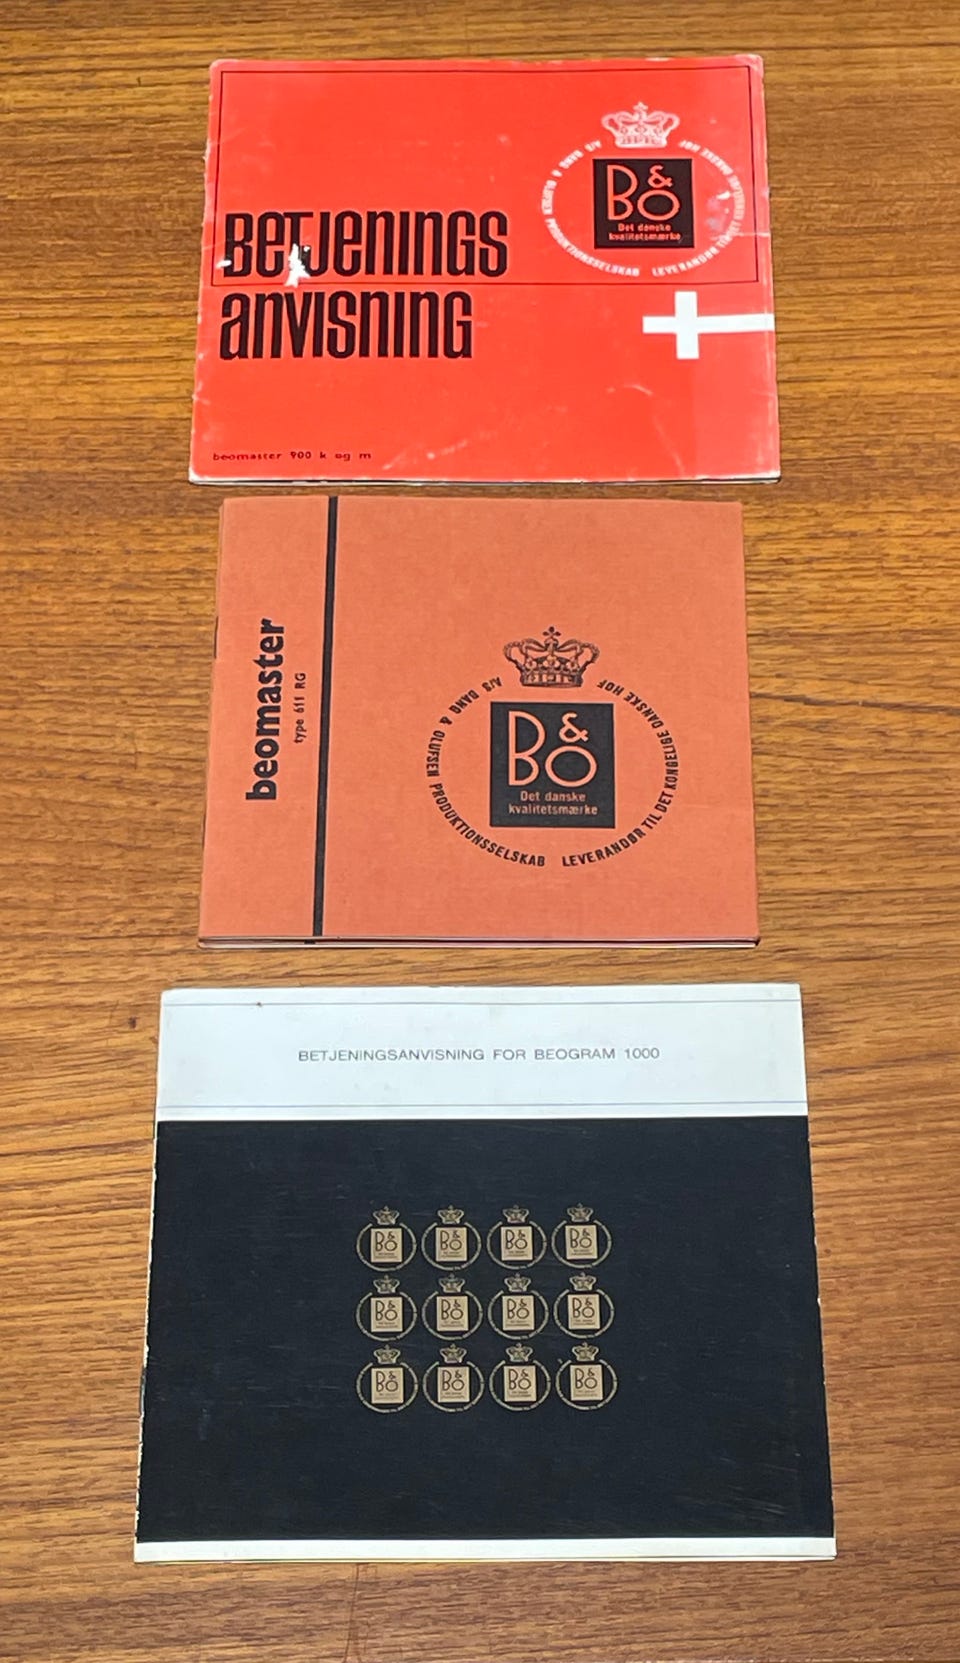 A/S BANG & OLUFSEN PRODUKTIONSSELSKAB LEVERANDØR TIL DET KONGELIGE DANSKE HOF
B&O
Det danske
kvalitetsmærke
BETJENINGS
ANVISNING
beomaster 900 k og m
beomaster
type 611 RG
A/S BANG & OLUFSEN PRODUKTIONSSELSKAB LEVERANDØR TIL DET KONGELIGE DANSKE HOF
B&O
Det danske
kvalitetsmærke
BETJENINGSANVISNING FOR BEOGRAM 1000
B&O B&O B&O B&O
B&O B&O B&O B&O
B&O B&O B&O B&O